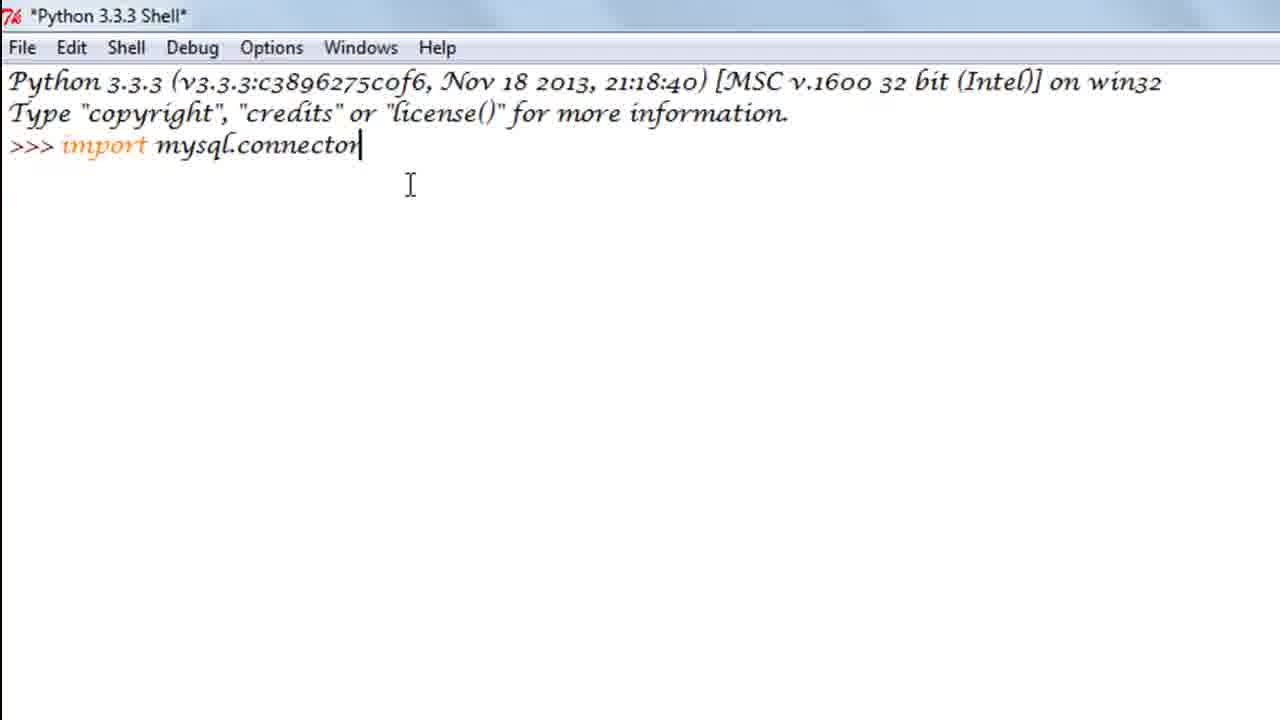 *Python 3.3.3 Shell*
File Edit Shell Debug Options Windows Help
Python 3.3.3 (v3.3.3:c3896275c0f6, Nov 18 2013, 21:18:40) [MSC v.1600 32 bit (Intel)] on win32
Type "copyright", "credits" or "license()" for more information.
>>> import mysql.connector